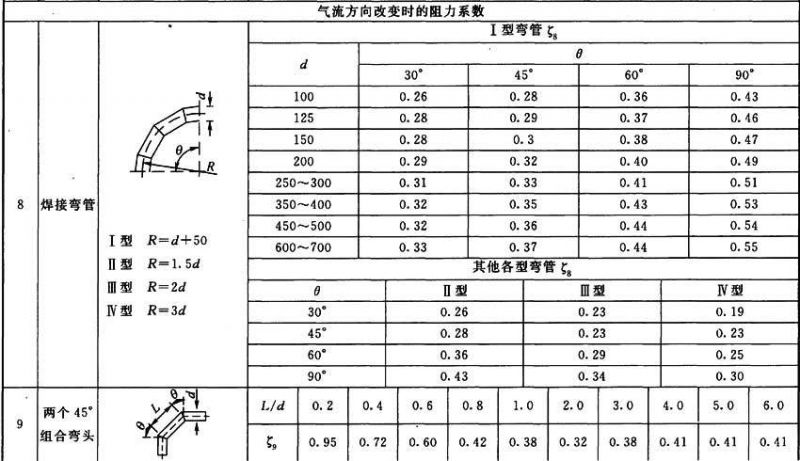 气流方向改变时的阻力系数
8 焊接弯管
d
θ
R
Ⅰ型 R=d+50
Ⅱ型 R=1.5d
Ⅲ型 R=2d
Ⅳ型 R=3d
Ⅰ型弯管 ζ₈
d θ
30° 45° 60° 90°
100 0.26 0.28 0.36 0.43
125 0.28 0.29 0.37 0.46
150 0.28 0.3 0.38 0.47
200 0.29 0.32 0.40 0.49
250～300 0.31 0.33 0.41 0.51
350～400 0.32 0.35 0.43 0.53
450～500 0.32 0.36 0.44 0.54
600～700 0.33 0.37 0.44 0.55
其他各型弯管 ζ₈
θ Ⅱ型 Ⅲ型 Ⅳ型
30° 0.26 0.23 0.19
45° 0.28 0.23 0.23
60° 0.36 0.29 0.25
90° 0.43 0.34 0.30
9 两个 45°
组合弯头
θ L θ d
L/d 0.2 0.4 0.6 0.8 1.0 2.0 3.0 4.0 5.0 6.0
ζ₉ 0.95 0.72 0.60 0.42 0.38 0.32 0.38 0.41 0.41 0.41